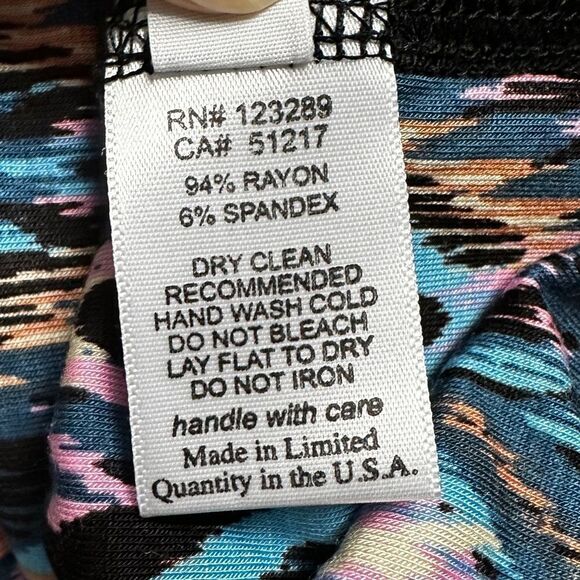 RN# 123289
CA# 51217
94% RAYON
6% SPANDEX
DRY CLEAN
RECOMMENDED
HAND WASH COLD
DO NOT BLEACH
LAY FLAT TO DRY
DO NOT IRON
handle with care
Made in Limited
Quantity in the U.S.A.